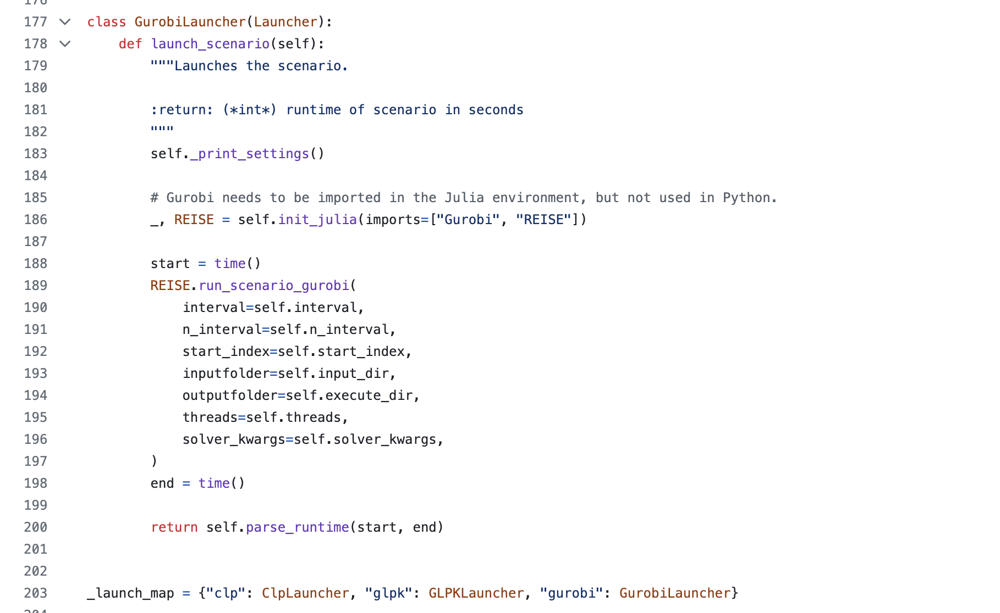 176
177 class GurobiLauncher(Launcher):
178     def launch_scenario(self):
179         """Launches the scenario.
180
181         :return: (*int*) runtime of scenario in seconds
182         """
183         self._print_settings()
184
185         # Gurobi needs to be imported in the Julia environment, but not used in Python.
186         _, REISE = self.init_julia(imports=["Gurobi", "REISE"])
187
188         start = time()
189         REISE.run_scenario_gurobi(
190             interval=self.interval,
191             n_interval=self.n_interval,
192             start_index=self.start_index,
193             inputfolder=self.input_dir,
194             outputfolder=self.execute_dir,
195             threads=self.threads,
196             solver_kwargs=self.solver_kwargs,
197         )
198         end = time()
199
200         return self.parse_runtime(start, end)
201
202
203 _launch_map = {"clp": ClpLauncher, "glpk": GLPKLauncher, "gurobi": GurobiLauncher}
204